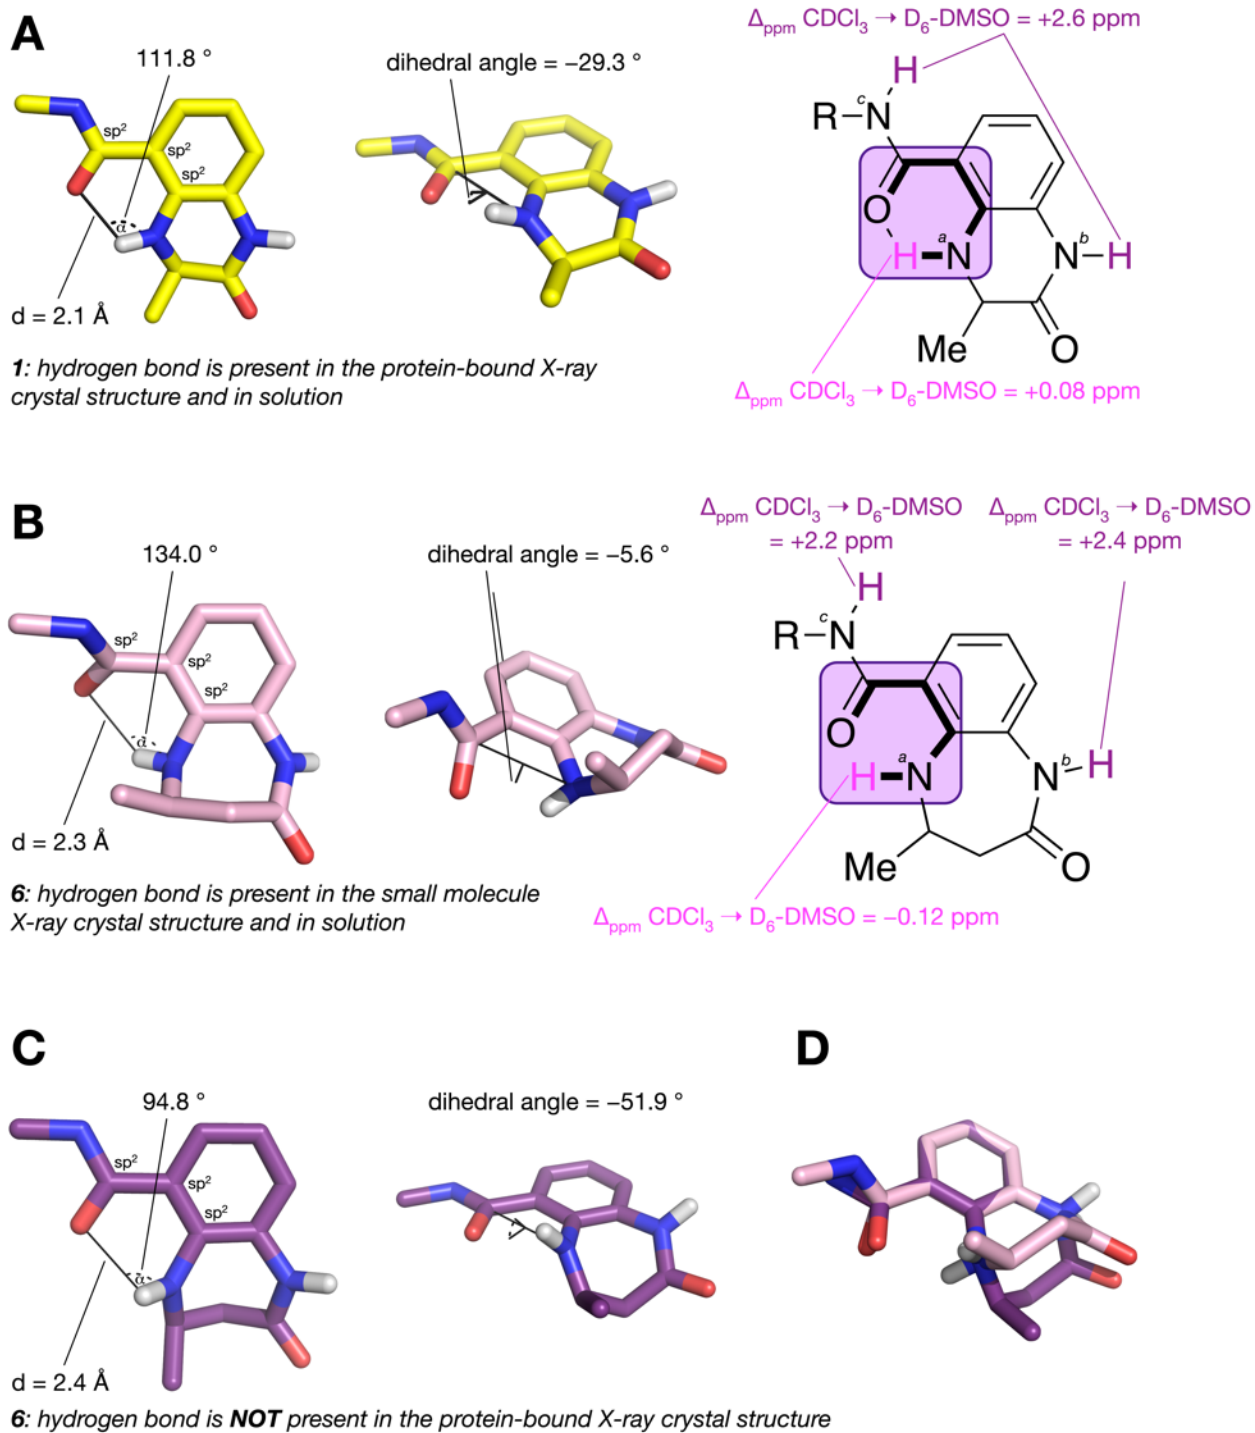 A
111.8 °
sp²
sp²
sp²
α
d = 2.1 Å
dihedral angle = −29.3 °
Δppm CDCl₃ → D₆-DMSO = +2.6 ppm
H
R–N
c
O
H–N
a
N–H
b
Me
O
Δppm CDCl₃ → D₆-DMSO = +0.08 ppm
1: hydrogen bond is present in the protein-bound X-ray
crystal structure and in solution
B
134.0 °
sp²
sp²
sp²
α
d = 2.3 Å
dihedral angle = −5.6 °
Δppm CDCl₃ → D₆-DMSO
= +2.2 ppm
Δppm CDCl₃ → D₆-DMSO
= +2.4 ppm
H
R–N
c
O
H–N
a
N–H
b
Me
O
Δppm CDCl₃ → D₆-DMSO = −0.12 ppm
6: hydrogen bond is present in the small molecule
X-ray crystal structure and in solution
C
94.8 °
sp²
sp²
sp²
α
d = 2.4 Å
dihedral angle = −51.9 °
D
6: hydrogen bond is NOT present in the protein-bound X-ray crystal structure